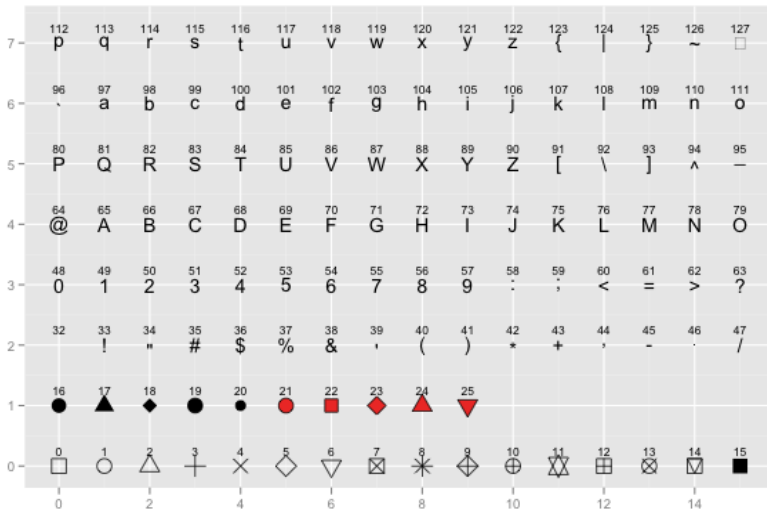 112 113 114 115 116 117 118 119 120 121 122 123 124 125 126 127
7 p q r s t u v w x y z { | } ~ □
96 97 98 99 100 101 102 103 104 105 106 107 108 109 110 111
6 ` a b c d e f g h i j k l m n o
80 81 82 83 84 85 86 87 88 89 90 91 92 93 94 95
5 P Q R S T U V W X Y Z [ \ ] ^ _
64 65 66 67 68 69 70 71 72 73 74 75 76 77 78 79
4 @ A B C D E F G H I J K L M N O
48 49 50 51 52 53 54 55 56 57 58 59 60 61 62 63
3 0 1 2 3 4 5 6 7 8 9 : ; < = > ?
32 33 34 35 36 37 38 39 40 41 42 43 44 45 46 47
2 ! " # $ % & ' ( ) * + , - . /
16 17 18 19 20 21 22 23 24 25
1
0 1 2 3 4 5 6 7 8 9 10 11 12 13 14 15
0
0 2 4 6 8 10 12 14